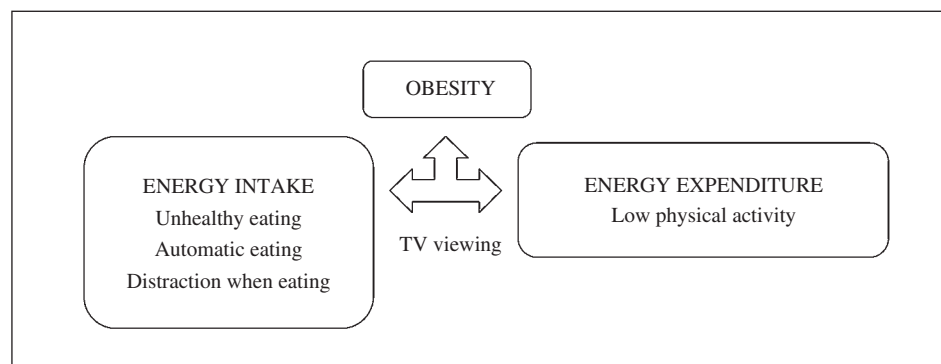 OBESITY
ENERGY INTAKE
Unhealthy eating
Automatic eating
Distraction when eating
TV viewing
ENERGY EXPENDITURE
Low physical activity